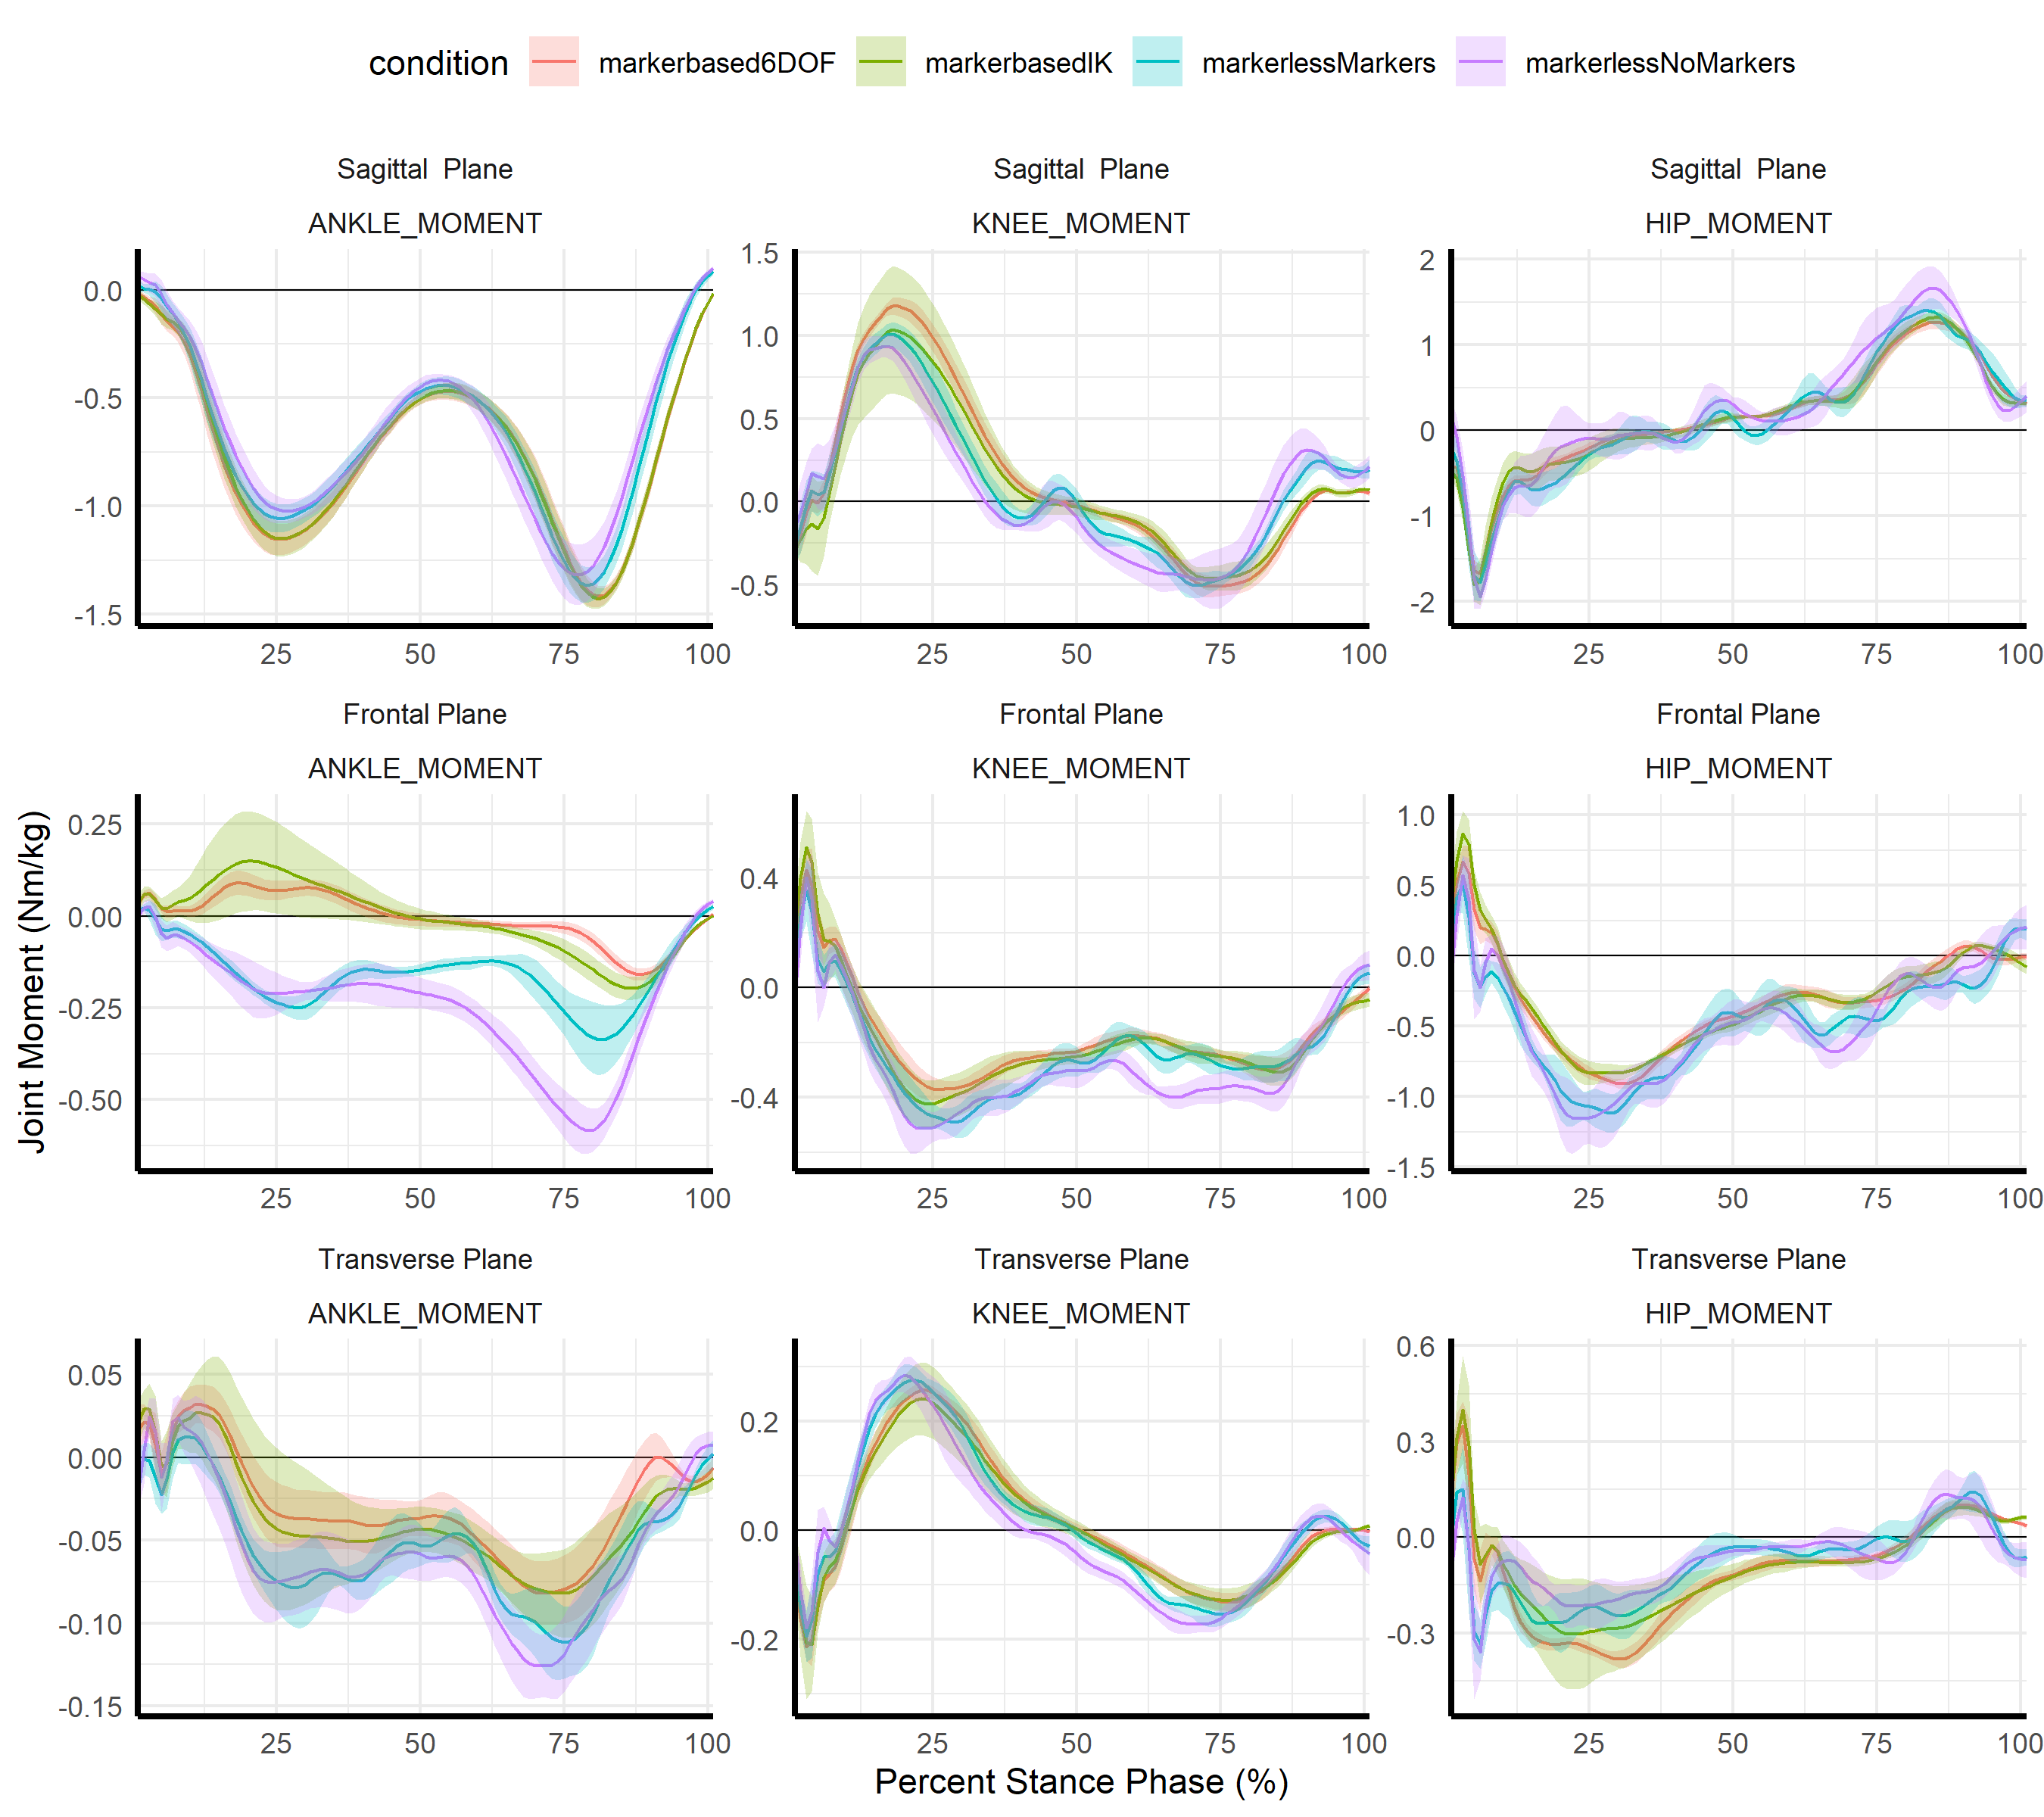 condition markerbased6DOF markerbasedIK markerlessMarkers markerlessNoMarkers
Sagittal  Plane Sagittal  Plane Sagittal  Plane
ANKLE_MOMENT KNEE_MOMENT HIP_MOMENT
0.0 -0.5 -1.0 -1.5
1.5 1.0 0.5 0.0 -0.5
2 1 0 -1 -2
25 50 75 100 25 50 75 100 25 50 75 100
Frontal Plane Frontal Plane Frontal Plane
ANKLE_MOMENT KNEE_MOMENT HIP_MOMENT
Joint Moment (Nm/kg)
0.25 0.00 -0.25 -0.50
0.4 0.0 -0.4
1.0 0.5 0.0 -0.5 -1.0 -1.5
25 50 75 100 25 50 75 100 25 50 75 100
Transverse Plane Transverse Plane Transverse Plane
ANKLE_MOMENT KNEE_MOMENT HIP_MOMENT
0.05 0.00 -0.05 -0.10 -0.15
0.2 0.0 -0.2
0.6 0.3 0.0 -0.3
25 50 75 100 25 50 75 100 25 50 75 100
Percent Stance Phase (%)